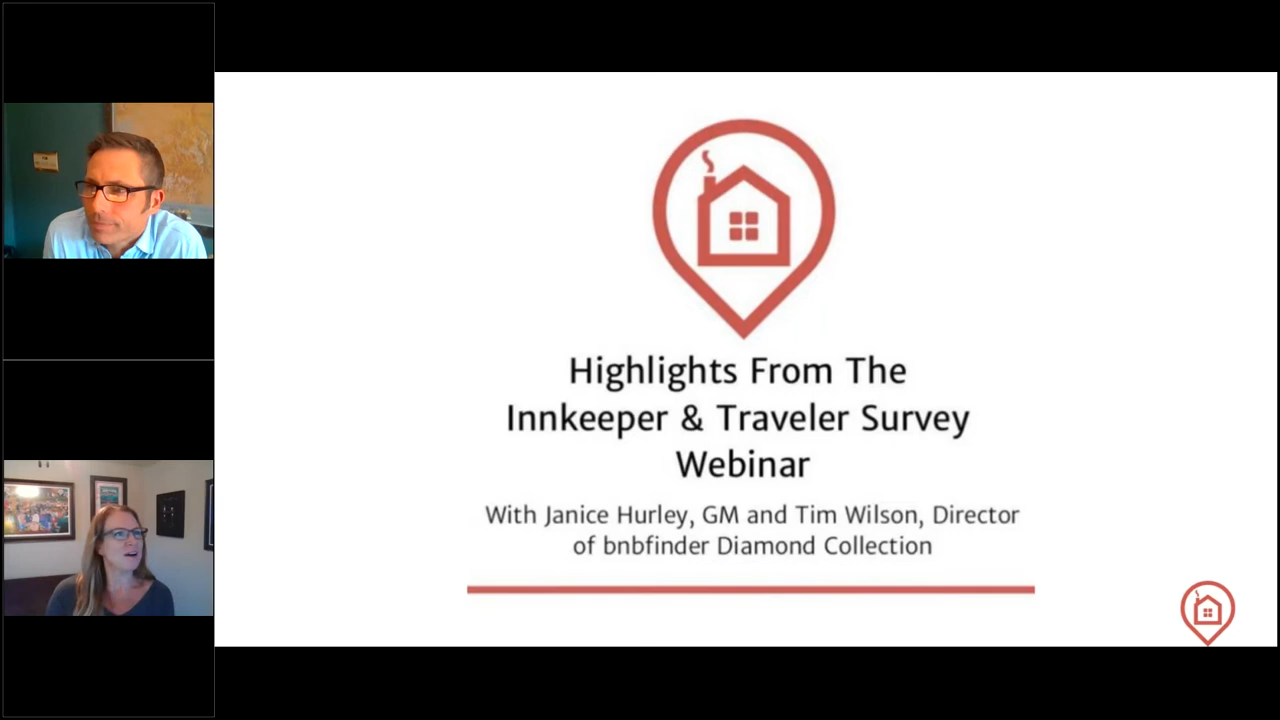 Highlights From The
Innkeeper & Traveler Survey
Webinar
With Janice Hurley, GM and Tim Wilson, Director
of bnbfinder Diamond Collection